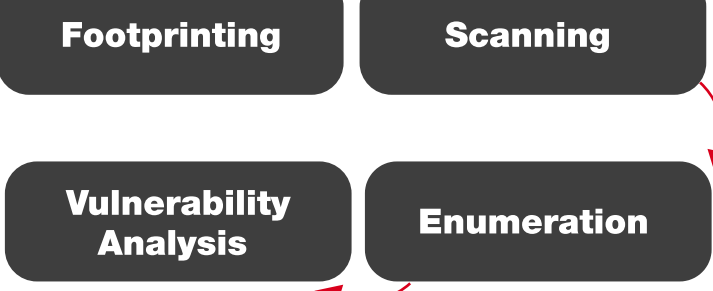 Footprinting
Scanning
Vulnerability
Analysis
Enumeration